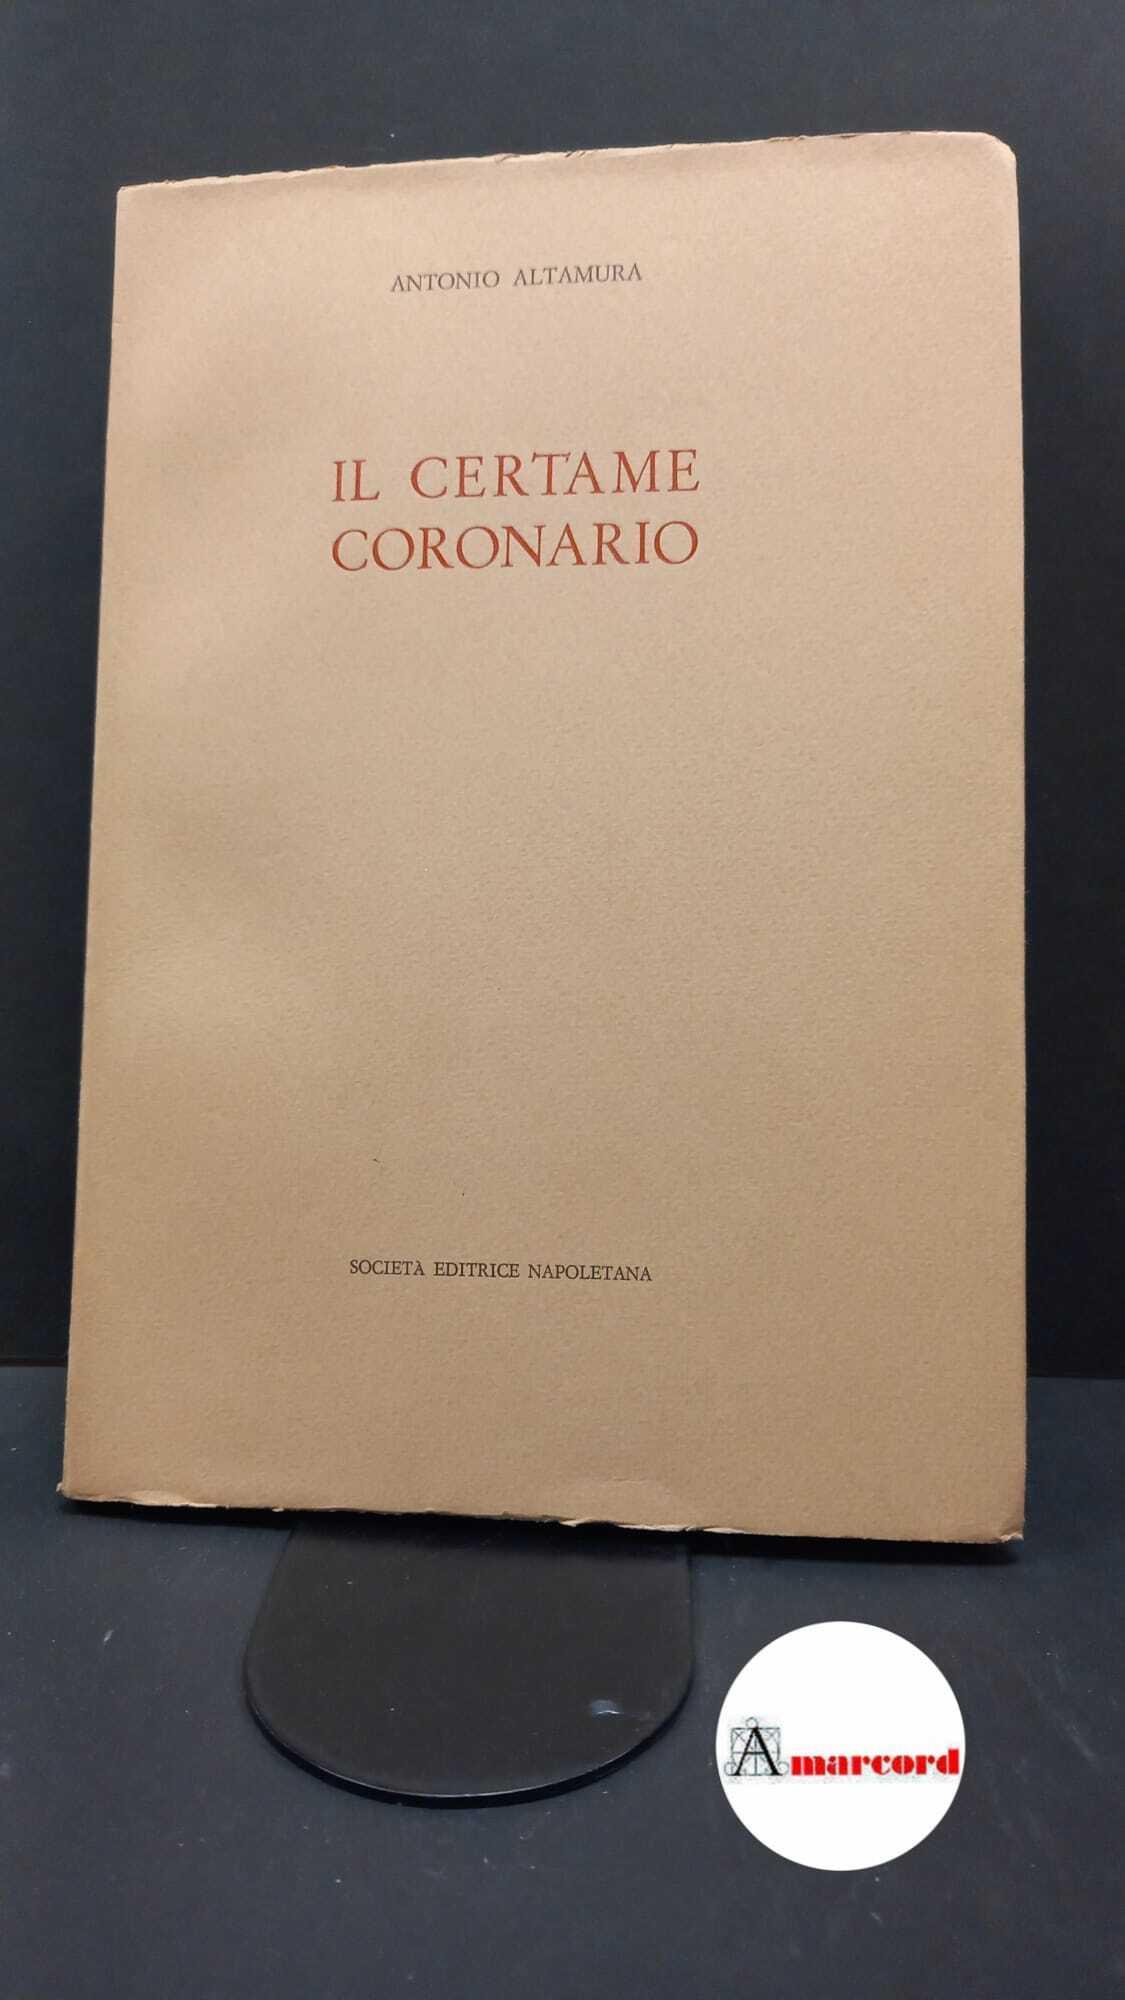 ANTONIO ALTAMURA
IL CERTAME
CORONARIO
SOCIETÀ EDITRICE NAPOLETANA
Amarcord